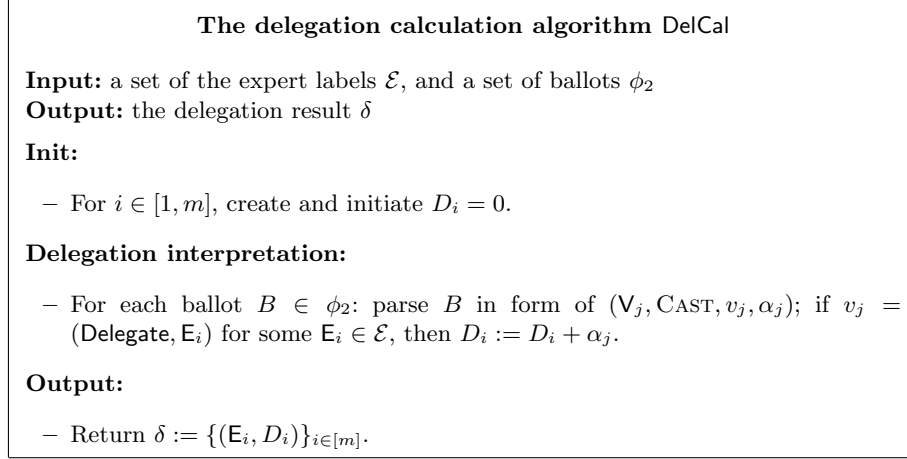 The delegation calculation algorithm DelCal
Input: a set of the expert labels ℰ, and a set of ballots ϕ₂
Output: the delegation result δ
Init:
– For i ∈ [1, m], create and initiate Dᵢ = 0.
Delegation interpretation:
– For each ballot B ∈ ϕ₂: parse B in form of (Vⱼ, CAST, vⱼ, αⱼ); if vⱼ =
(Delegate, Eᵢ) for some Eᵢ ∈ ℰ, then Dᵢ := Dᵢ + αⱼ.
Output:
– Return δ := {(Eᵢ, Dᵢ)}ᵢ∈[m].